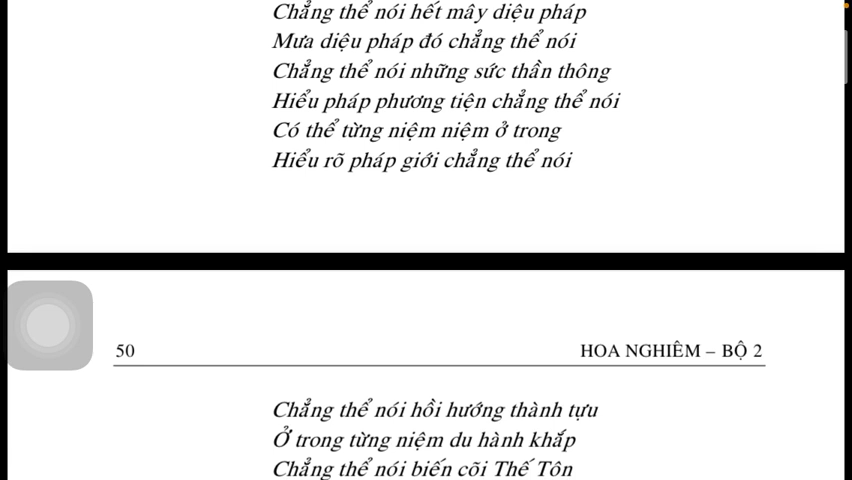 Chẳng thể nói hết mây diệu pháp
Mưa diệu pháp đó chẳng thể nói
Chẳng thể nói những sức thần thông
Hiểu pháp phương tiện chẳng thể nói
Có thể từng niệm niệm ở trong
Hiểu rõ pháp giới chẳng thể nói
50 HOA NGHIÊM – BỘ 2
Chẳng thể nói hồi hướng thành tựu
Ở trong từng niệm du hành khắp
Chẳng thể nói biến cõi Thế Tôn